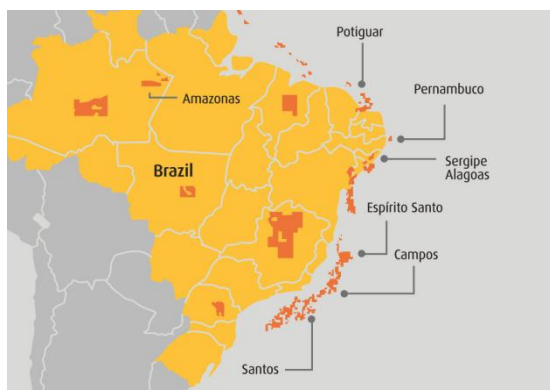 Potiguar
Pernambuco
Amazonas
Sergipe
Alagoas
Brazil
Espírito Santo
Campos
Santos